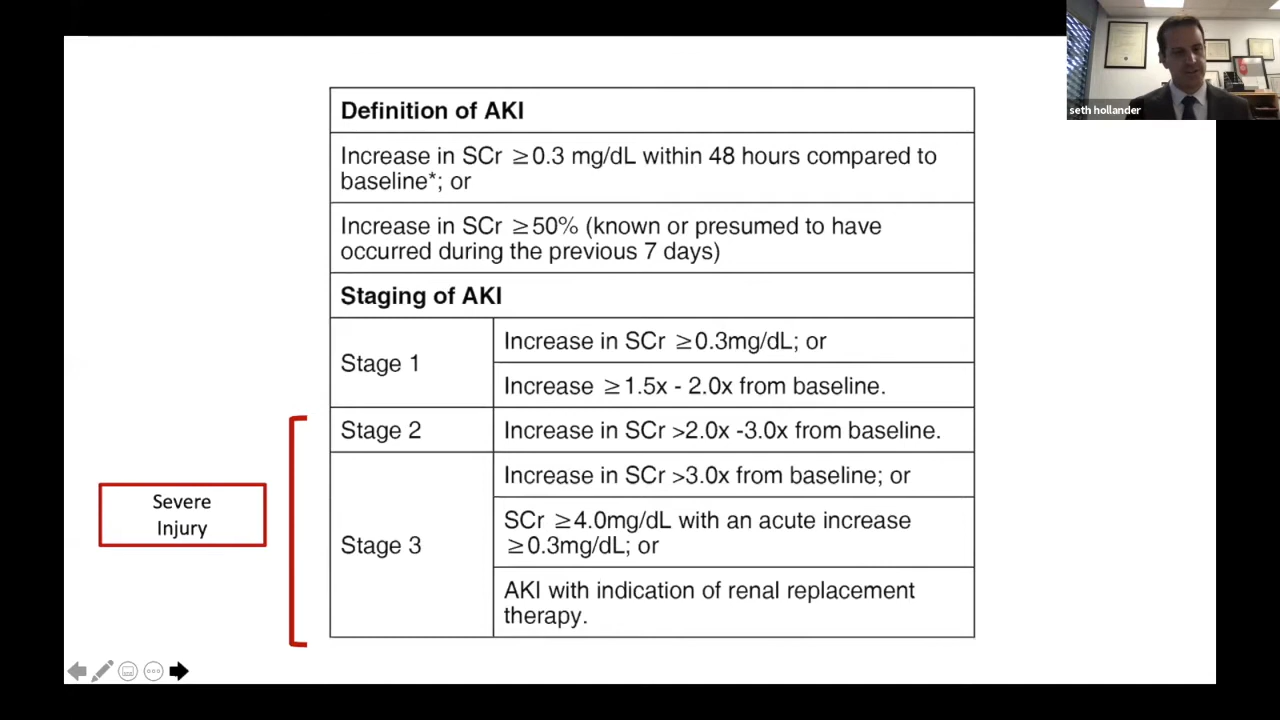 seth hollander
Definition of AKI
Increase in SCr ≥0.3 mg/dL within 48 hours compared to
baseline*; or
Increase in SCr ≥50% (known or presumed to have
occurred during the previous 7 days)
Staging of AKI
Stage 1
Increase in SCr ≥0.3mg/dL; or
Increase ≥1.5x - 2.0x from baseline.
Stage 2
Increase in SCr >2.0x -3.0x from baseline.
Severe
Injury
Stage 3
Increase in SCr >3.0x from baseline; or
SCr ≥4.0mg/dL with an acute increase
≥0.3mg/dL; or
AKI with indication of renal replacement
therapy.